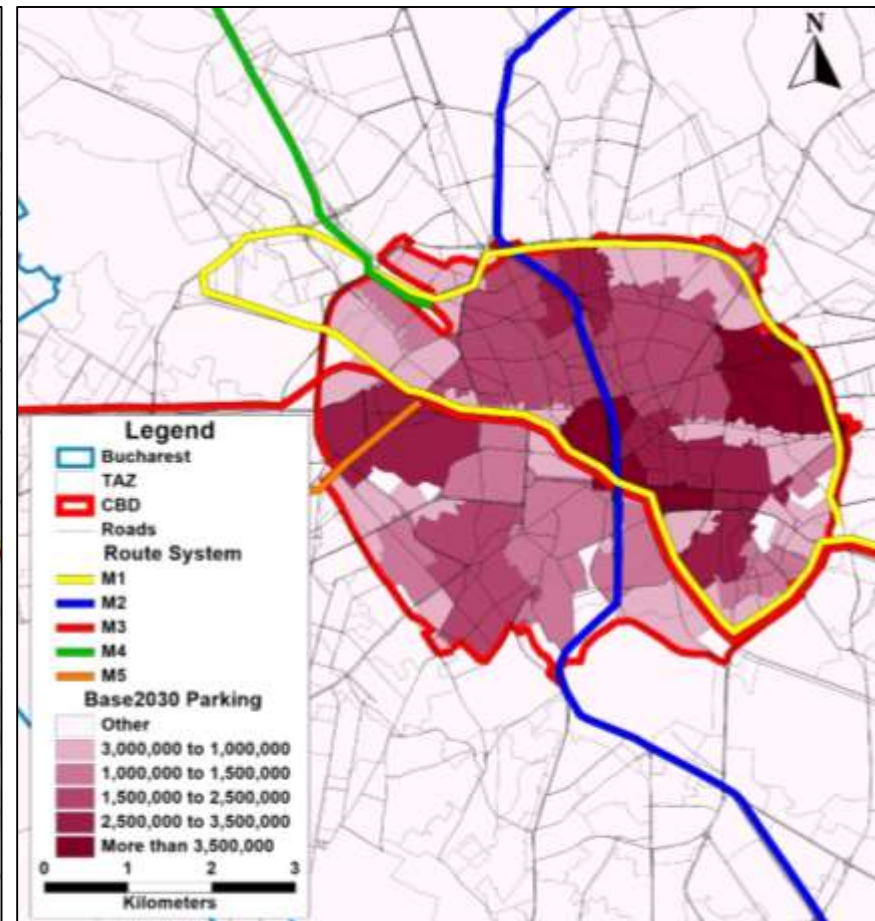 N
Legend
Bucharest
TAZ
CBD
Roads
Route System
M1
M2
M3
M4
M5
Base2030 Parking
Other
3,000,000 to 1,000,000
1,000,000 to 1,500,000
1,500,000 to 2,500,000
2,500,000 to 3,500,000
More than 3,500,000
0 1 2 3
Kilometers